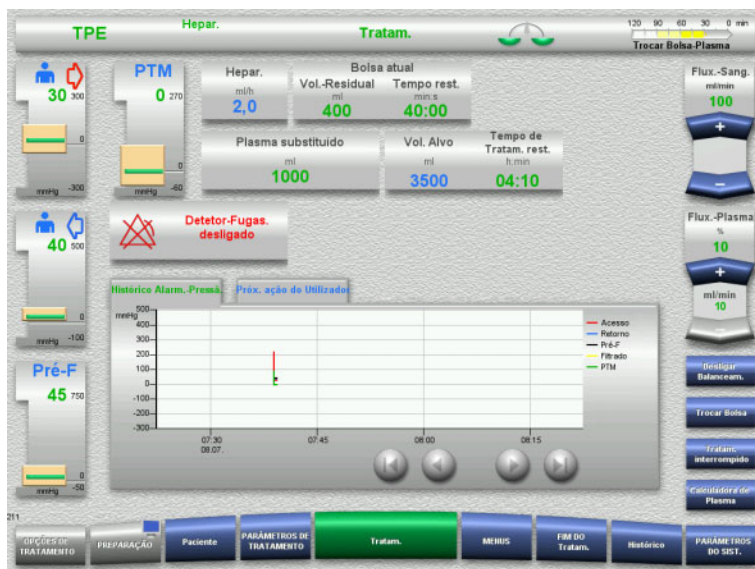 TPE
Hepar.
Tratam.
120 90 60 30 0 min
Trocar Bolsa-Plasma
30 300
0
mmHg -300
PTM
0 270
0
mmHg -60
Hepar.
ml/h
2,0
Bolsa atual
Vol.-Residual Tempo rest.
ml min:s
400 40:00
Flux.-Sang.
ml/min
100
+
−
Plasma substituido
ml
1000
Vol. Alvo
ml
3500
Tempo de
Tratam. rest.
h:min
04:10
40 500
0
mmHg -100
Detetor-Fugas.
desligado
Flux.-Plasma
%
10
+
ml/min
10
−
Histórico Alarm.-Pressã.
Próx. ação do Utilizador
mmHg
500
400
300
200
100
0
-100
-200
-300
07:30 07:45 08:00 08:15
08.07.
Acesso
Retorno
Pré-F
Filtrado
PTM
Pré-F
45 750
0
mmHg -50
Desligar
Balanceam.
Trocar Bolsa
Tratam.
interrompido
Calculadora de
Plasma
211
OPÇÕES DE
TRATAMENTO
PREPARAÇÃO
Paciente
PARÂMETROS DE
TRATAMENTO
Tratam.
MENUS
FIM DO
Tratam.
Histórico
PARÂMETROS
DO SIST.